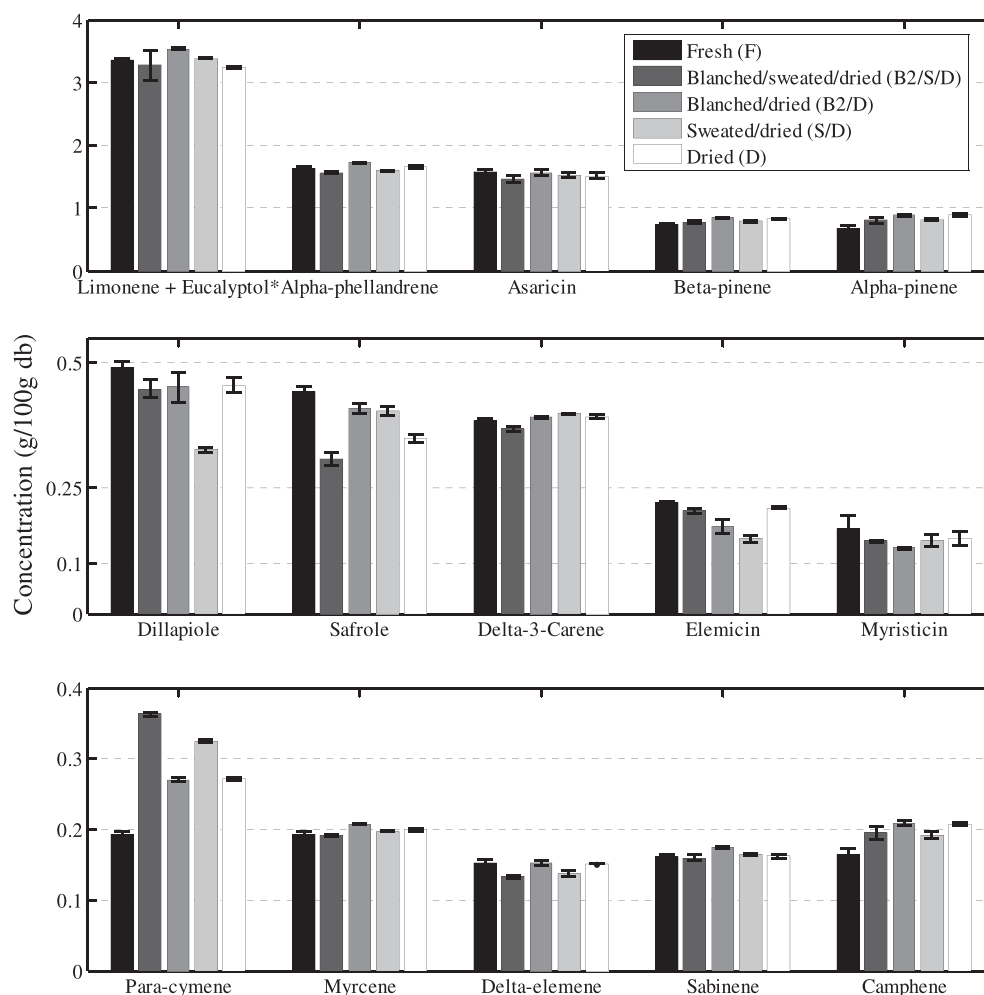 4
3
2
1
0
Fresh (F)
Blanched/sweated/dried (B2/S/D)
Blanched/dried (B2/D)
Sweated/dried (S/D)
Dried (D)
Limonene + Eucalyptol* Alpha-phellandrene Asaricin Beta-pinene Alpha-pinene
Concentration (g/100g db)
0.5
0.25
0.1
0
Dillapiole Safrole Delta-3-Carene Elemicin Myristicin
0.4
0.3
0.2
0.1
0
Para-cymene Myrcene Delta-elemene Sabinene Camphene